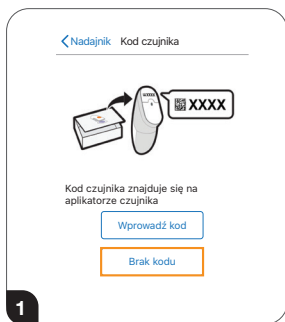 Nadajnik Kod czujnika
XXXX
Kod czujnika znajduje się na
aplikatorze czujnika
Wprowadź kod
Brak kodu
1